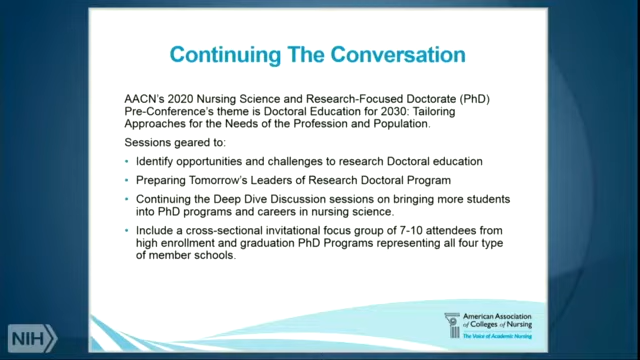 Continuing The Conversation
AACN's 2020 Nursing Science and Research-Focused Doctorate (PhD)
Pre-Conference's theme is Doctoral Education for 2030: Tailoring
Approaches for the Needs of the Profession and Population.
Sessions geared to:
• Identify opportunities and challenges to research Doctoral education
• Preparing Tomorrow's Leaders of Research Doctoral Program
• Continuing the Deep Dive Discussion sessions on bringing more students
into PhD programs and careers in nursing science.
• Include a cross-sectional invitational focus group of 7-10 attendees from
high enrollment and graduation PhD Programs representing all four type
of member schools.
American Association
of Colleges of Nursing
The Voice of Academic Nursing
NIH